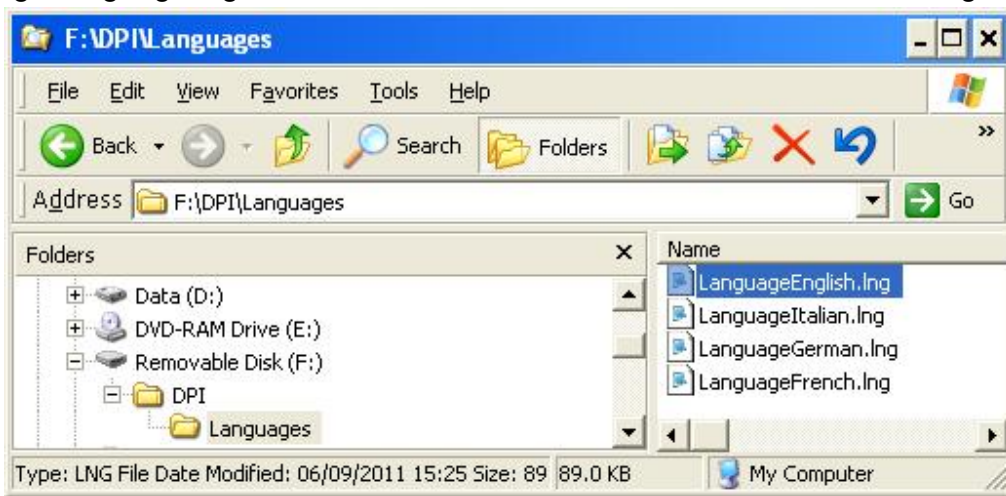 F:\DPI\Languages
File Edit View Favorites Tools Help
Back Search Folders »
Address F:\DPI\Languages Go
Folders x Name
Data (D:) LanguageEnglish.lng
DVD-RAM Drive (E:) LanguageItalian.lng
Removable Disk (F:) LanguageGerman.lng
DPI LanguageFrench.lng
Languages
Type: LNG File Date Modified: 06/09/2011 15:25 Size: 89 89.0 KB My Computer